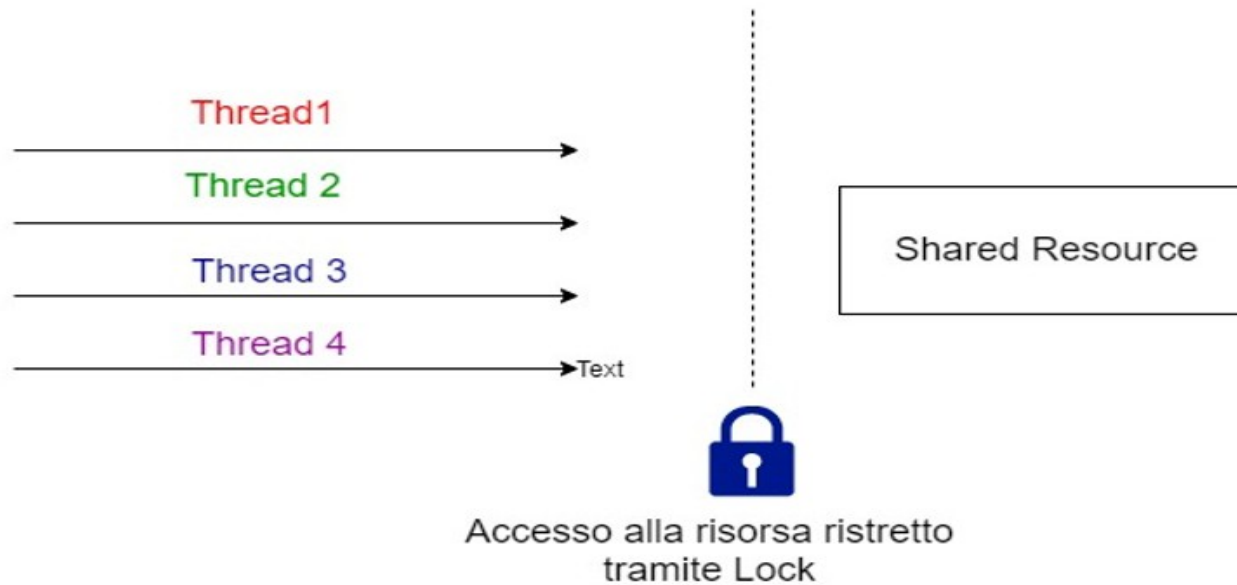 Thread1
Thread 2
Thread 3
Thread 4
Text
Shared Resource
Accesso alla risorsa ristretto
tramite Lock